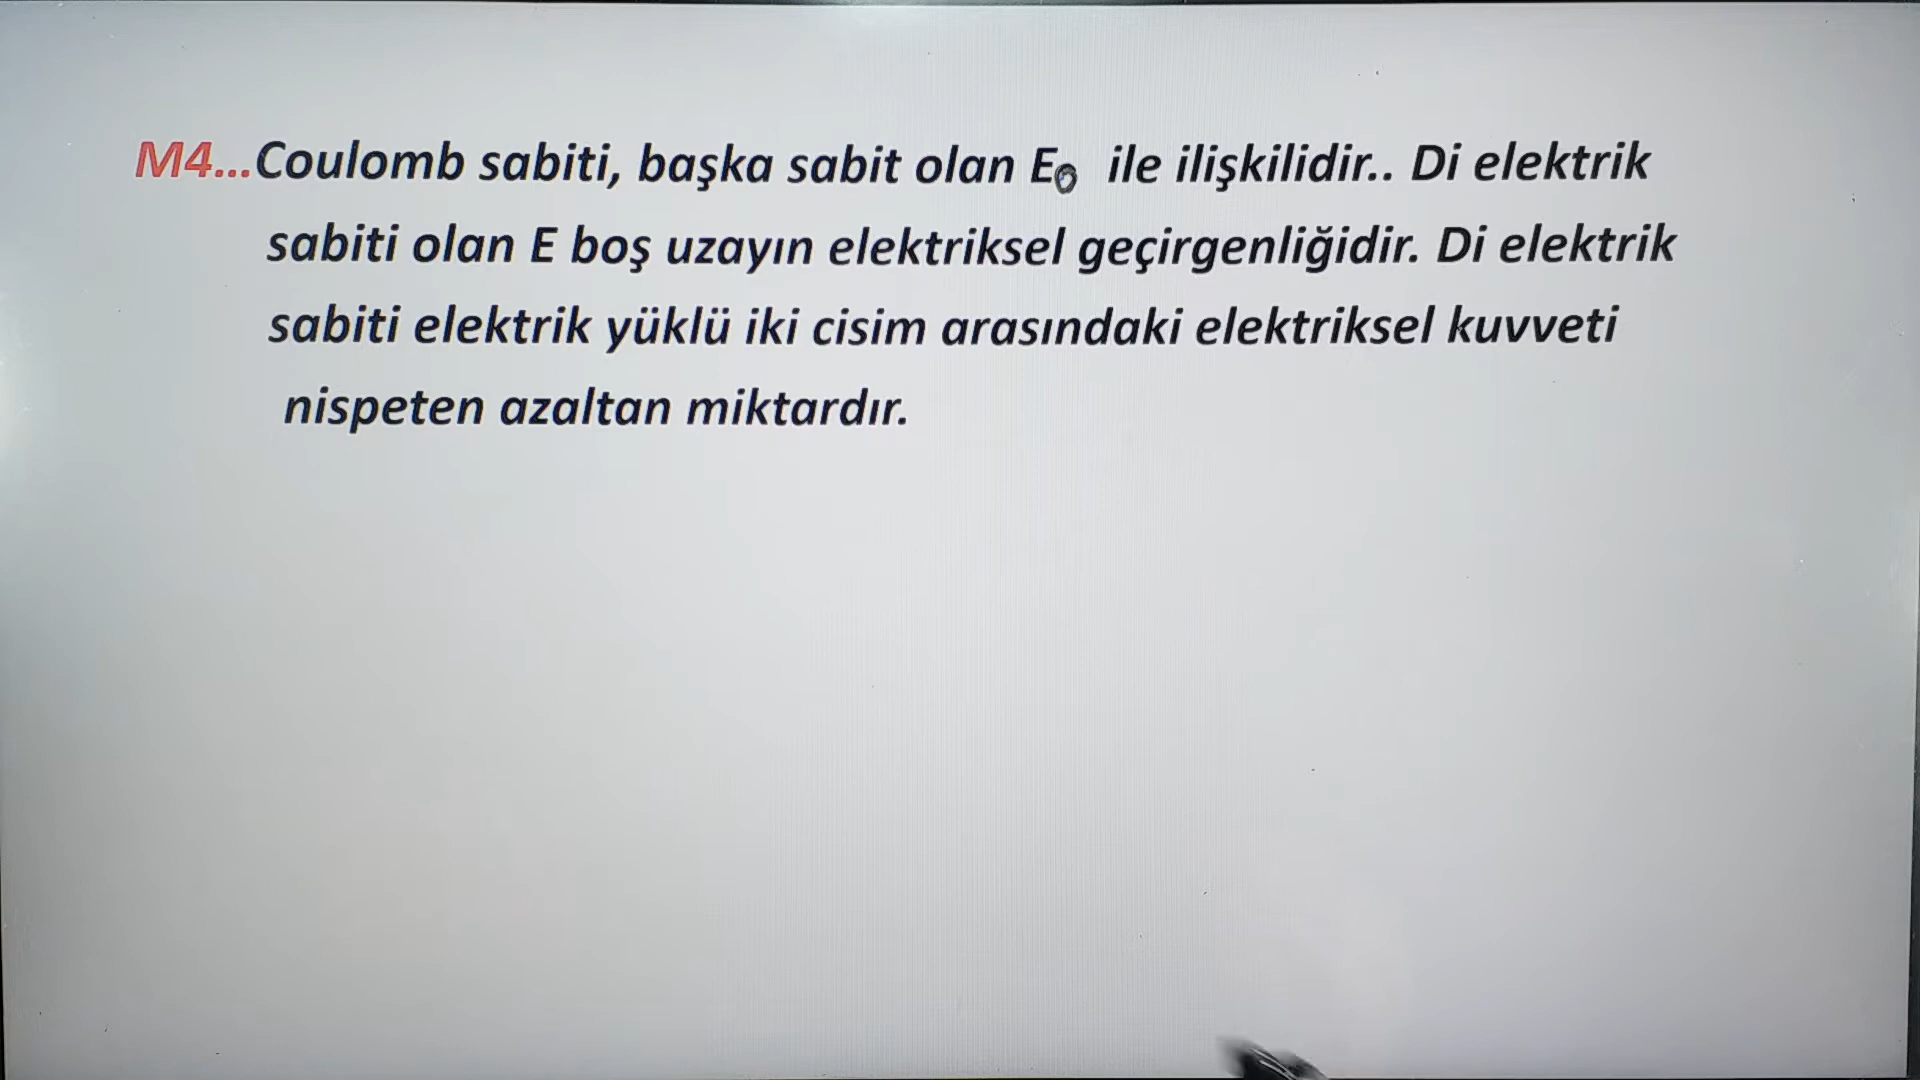 M4...Coulomb sabiti, başka sabit olan E₀ ile ilişkilidir.. Di elektrik
sabiti olan E boş uzayın elektriksel geçirgenliğidir. Di elektrik
sabiti elektrik yüklü iki cisim arasındaki elektriksel kuvveti
nispeten azaltan miktardır.